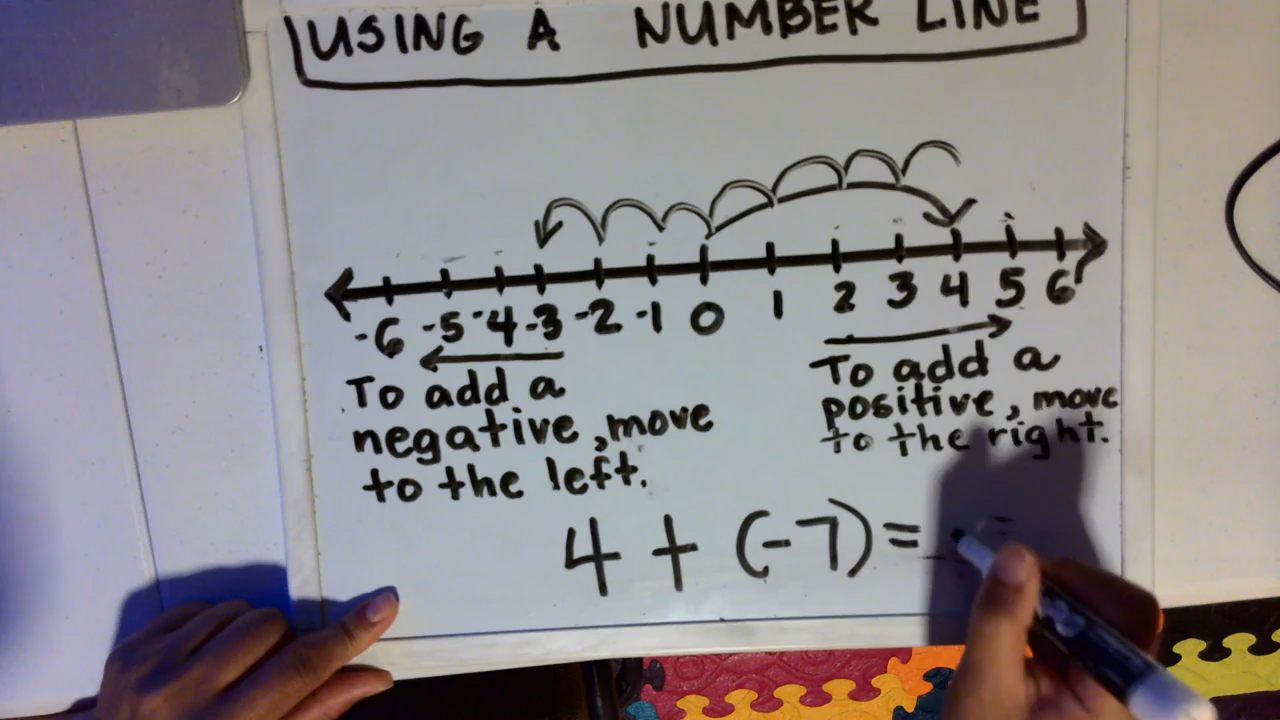 USING A NUMBER LINE
-6 -5 -4 -3 -2 -1 0 1 2 3 4 5 6
To add a
negative, move
to the left.
To add a
positive, move
to the right.
4 + (-7) =